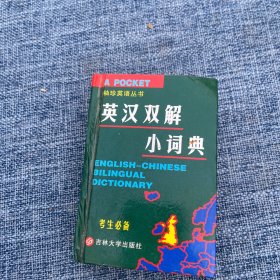 A POCKET
袖珍英语丛书
英汉双解
小词典
ENGLISH-CHINESE
BILINGUAL
DICTIONARY
考生必备
吉林大学出版社